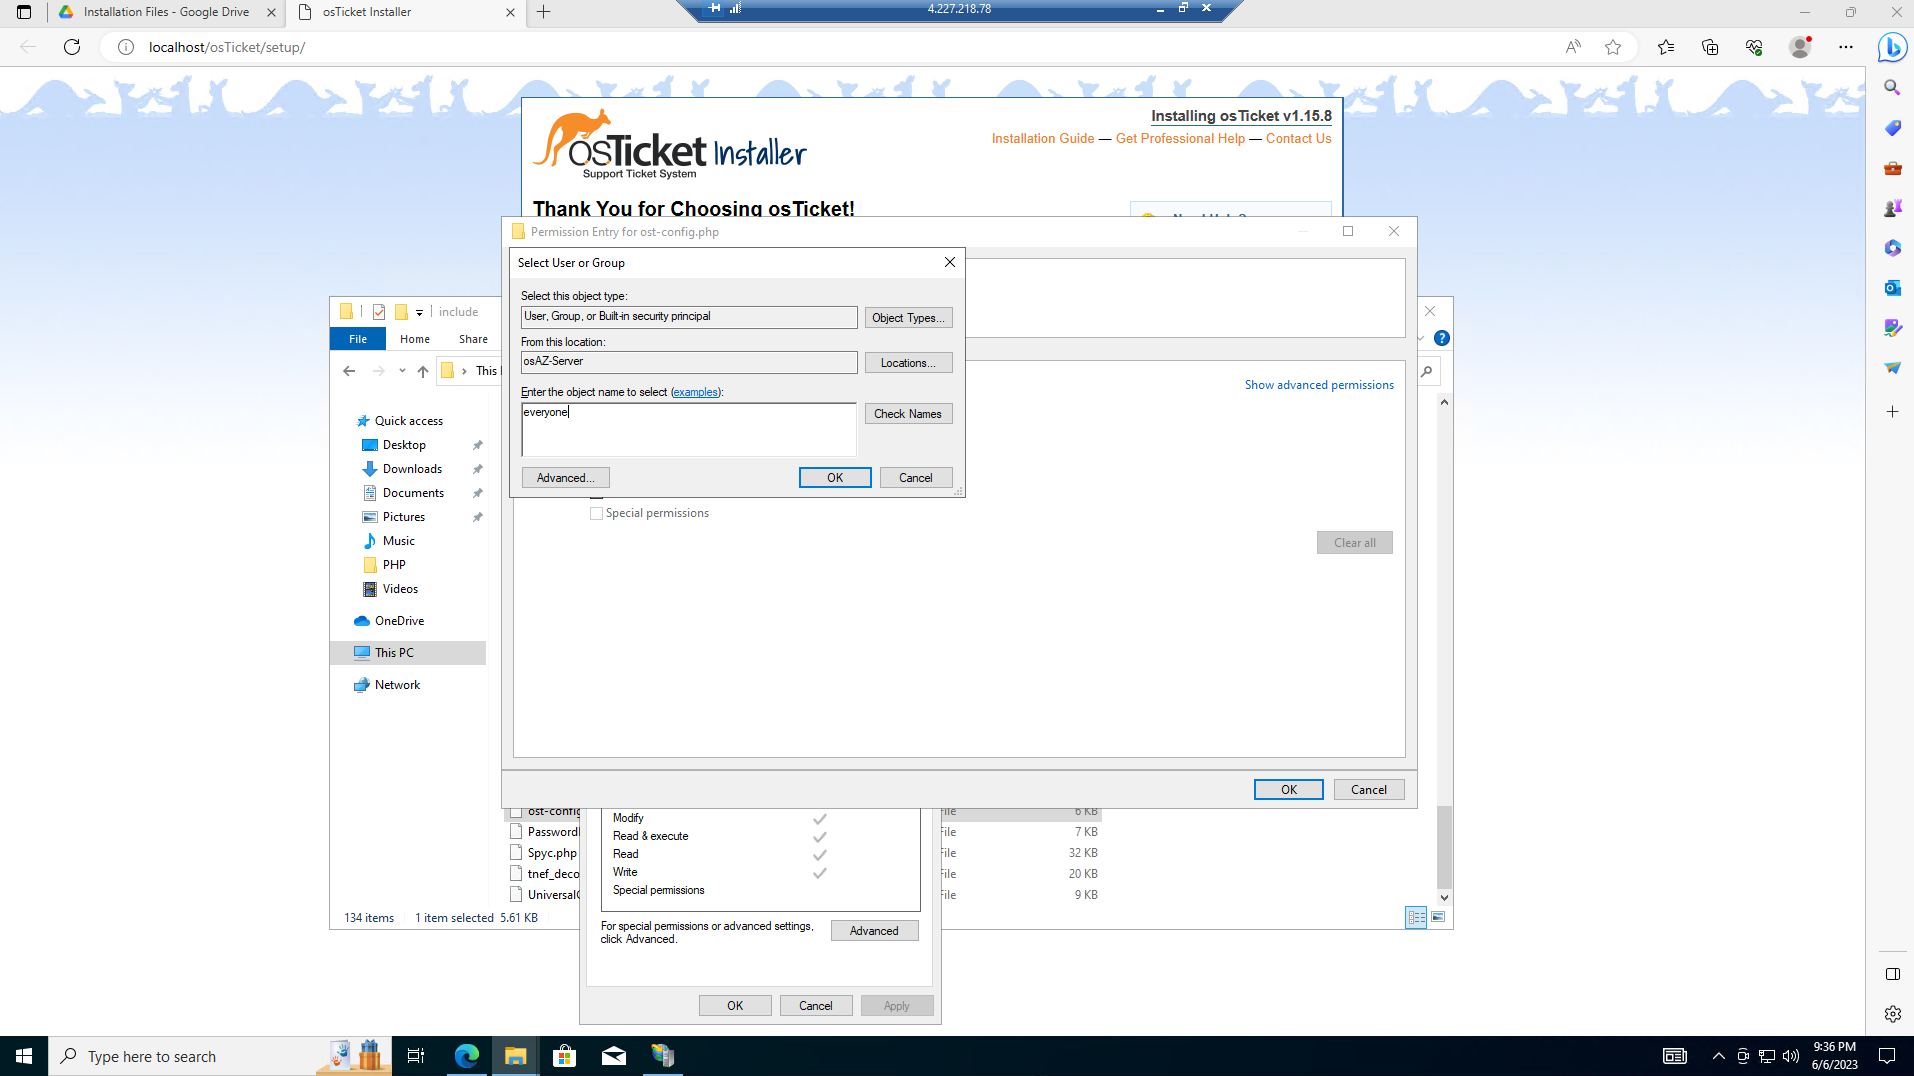 Installation Files - Google Drive
osTicket Installer
4.227.218.78
localhost/osTicket/setup/
Installing osTicket v1.15.8
Installation Guide — Get Professional Help — Contact Us
osTicket Installer
Support Ticket System
Thank You for Choosing osTicket!
Permission Entry for ost-config.php
Select User or Group
Select this object type:
User, Group, or Built-in security principal
Object Types...
From this location:
osAZ-Server
Locations...
Enter the object name to select (examples):
everyone
Check Names
Advanced...
OK
Cancel
Show advanced permissions
Special permissions
Clear all
OK
Cancel
include
File
Home
Share
This
Quick access
Desktop
Downloads
Documents
Pictures
Music
PHP
Videos
OneDrive
This PC
Network
ost-config
File
6 KB
Password
File
7 KB
Spyc.php
File
32 KB
tnef_deco
File
20 KB
Universal
File
9 KB
134 items
1 item selected 5.61 KB
Modify
Read & execute
Read
Write
Special permissions
For special permissions or advanced settings,
click Advanced.
Advanced
OK
Cancel
Apply
Type here to search
9:36 PM
6/6/2023